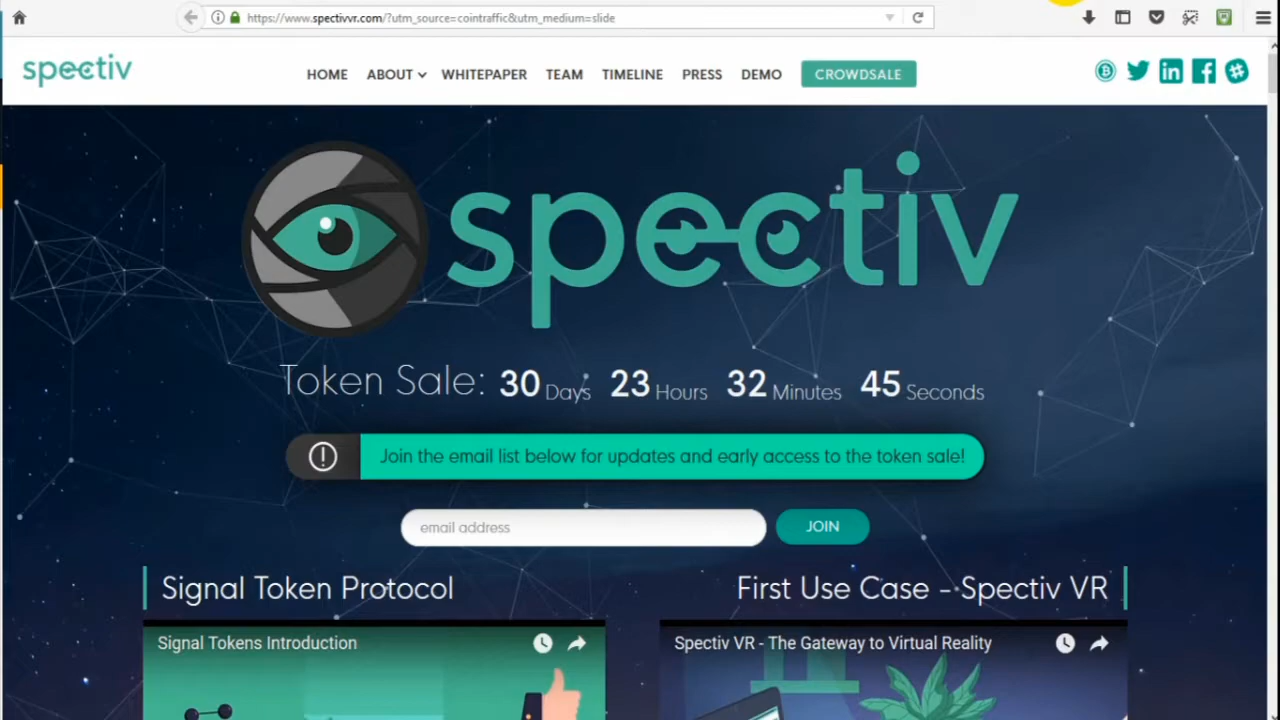 https://www.spectivvr.com/?utm_source=cointraffic&utm_medium=slide
spectiv
HOME ABOUT WHITEPAPER TEAM TIMELINE PRESS DEMO CROWDSALE
spectiv
Token Sale: 30 Days 23 Hours 32 Minutes 45 Seconds
Join the email list below for updates and early access to the token sale!
email address JOIN
Signal Token Protocol
First Use Case - Spectiv VR
Signal Tokens Introduction
Spectiv VR - The Gateway to Virtual Reality